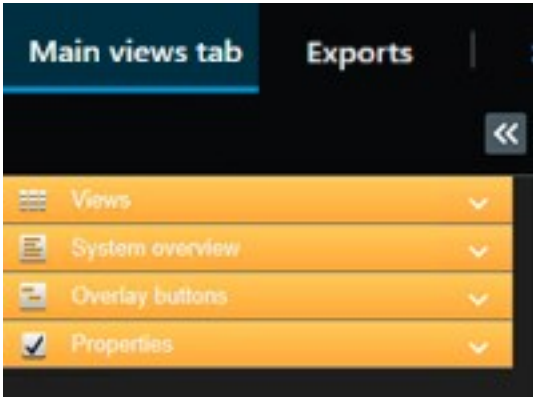 Main views tab Exports
Views
System overview
Overlay buttons
Properties